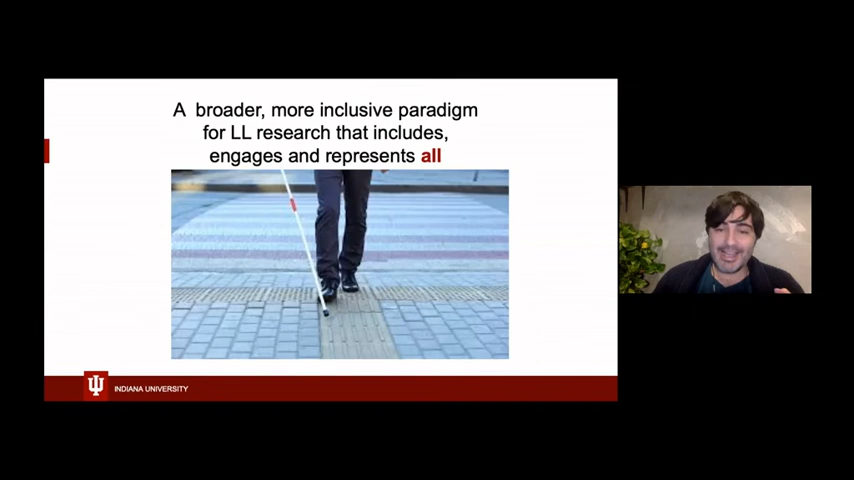 A broader, more inclusive paradigm
for LL research that includes,
engages and represents all
INDIANA UNIVERSITY